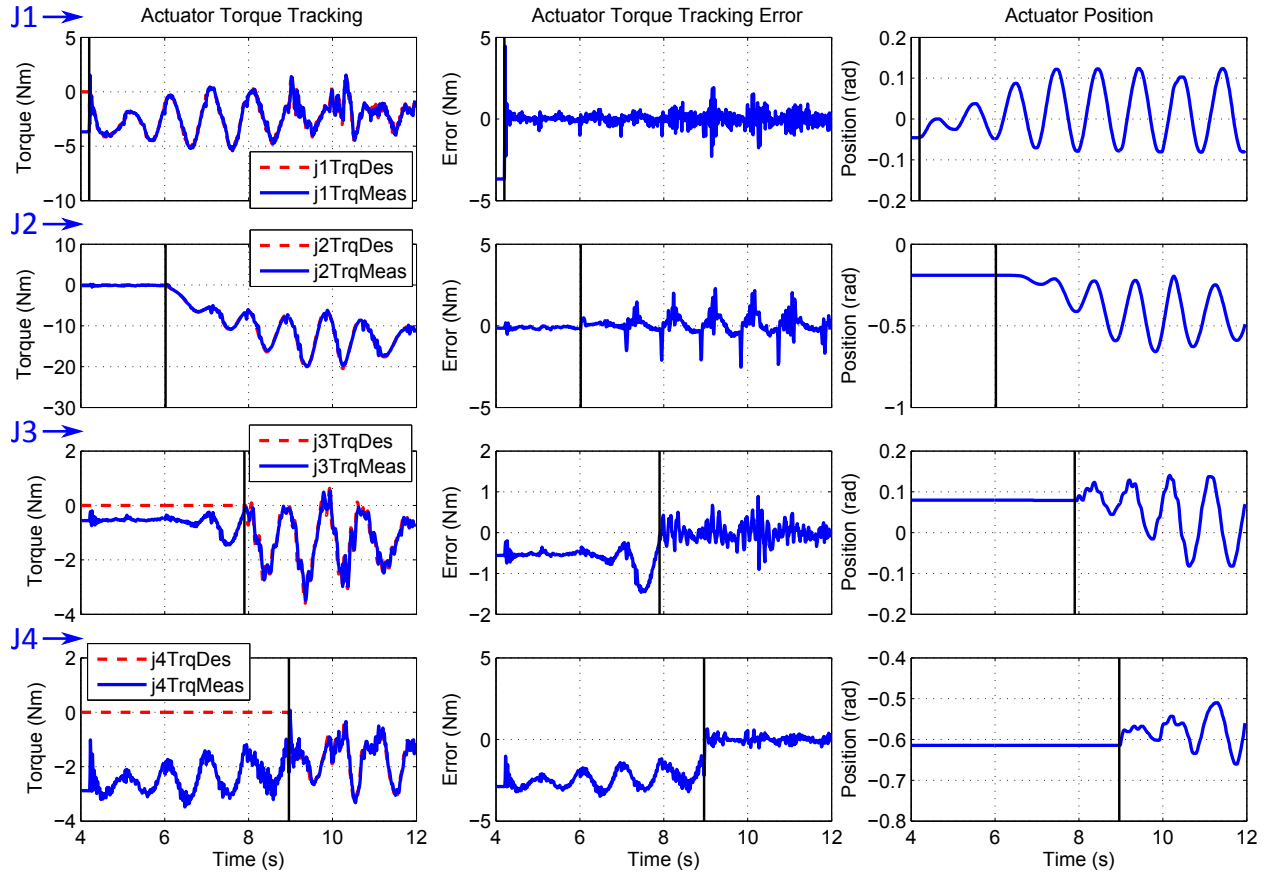 J1
Actuator Torque Tracking
Actuator Torque Tracking Error
Actuator Position
5
0
−5
−10
Torque (Nm)
j1TrqDes
j1TrqMeas
5
0
−5
Error (Nm)
0.2
0.1
0
−0.1
−0.2
Position (rad)
J2
10
0
−10
−20
−30
Torque (Nm)
j2TrqDes
j2TrqMeas
5
0
−5
Error (Nm)
0
−0.5
−1
Position (rad)
J3
2
0
−2
−4
Torque (Nm)
j3TrqDes
j3TrqMeas
2
1
0
−1
−2
Error (Nm)
0.2
0.1
0
−0.1
−0.2
Position (rad)
J4
2
0
−2
−4
Torque (Nm)
j4TrqDes
j4TrqMeas
4 6 8 10 12
Time (s)
5
0
−5
Error (Nm)
4 6 8 10 12
Time (s)
−0.4
−0.5
−0.6
−0.7
−0.8
Position (rad)
4 6 8 10 12
Time (s)